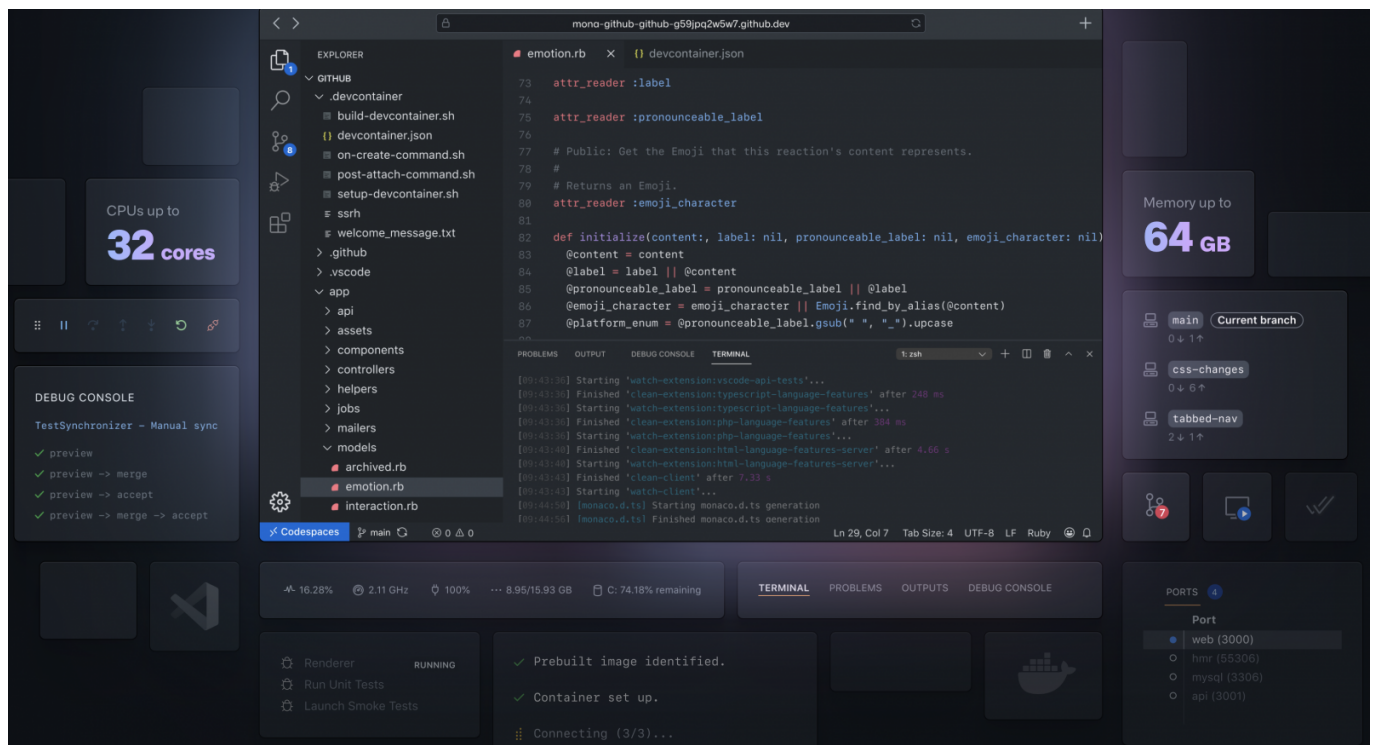 mona-github-github-g59jpq2w5w7.github.dev
EXPLORER
GITHUB
.devcontainer
build-devcontainer.sh
{} devcontainer.json
on-create-command.sh
post-attach-command.sh
setup-devcontainer.sh
ssrh
welcome_message.txt
.github
.vscode
app
api
assets
components
controllers
helpers
jobs
mailers
models
archived.rb
emotion.rb
interaction.rb
1
8
emotion.rb
{} devcontainer.json
73 attr_reader :label
74
75 attr_reader :pronounceable_label
76
77 # Public: Get the Emoji that this reaction's content represents.
78 #
79 # Returns an Emoji.
80 attr_reader :emoji_character
81
82 def initialize(content:, label: nil, pronounceable_label: nil, emoji_character: nil)
83 @content = content
84 @label = label || @content
85 @pronounceable_label = pronounceable_label || @label
86 @emoji_character = emoji_character || Emoji.find_by_alias(@content)
87 @platform_enum = @pronounceable_label.gsub(" ", "_").upcase
PROBLEMS OUTPUT DEBUG CONSOLE TERMINAL 1: zsh
[09:43:36] Starting 'watch-extension:vscode-api-tests'...
[09:43:36] Finished 'clean-extension:typescript-language-features' after 248 ms
[09:43:36] Starting 'watch-extension:typescript-language-features'...
[09:43:36] Finished 'clean-extension:php-language-features' after 384 ms
[09:43:36] Starting 'watch-extension:php-language-features'...
[09:43:40] Finished 'clean-extension:html-language-features-server' after 4.66 s
[09:43:40] Starting 'watch-extension:html-language-features-server'...
[09:43:43] Finished 'clean-client' after 7.33 s
[09:43:43] Starting 'watch-client'...
[09:44:50] [monaco.d.ts] Starting monaco.d.ts generation
[09:44:56] [monaco.d.ts] Finished monaco.d.ts generation
Codespaces main 0 0 Ln 29, Col 7 Tab Size: 4 UTF-8 LF Ruby
CPUs up to
32 cores
DEBUG CONSOLE
TestSynchronizer – Manual sync
preview
preview -> merge
preview -> accept
preview -> merge -> accept
Memory up to
64 GB
main Current branch
0↓ 1↑
css-changes
0↓ 6↑
tabbed-nav
2↓ 1↑
7
16.28% 2.11 GHz 100% 8.95/15.93 GB C: 74.18% remaining
TERMINAL PROBLEMS OUTPUTS DEBUG CONSOLE
Renderer RUNNING
Run Unit Tests
Launch Smoke Tests
Prebuilt image identified.
Container set up.
Connecting (3/3)...
PORTS 4
Port
web (3000)
hmr (55306)
mysql (3306)
api (3001)